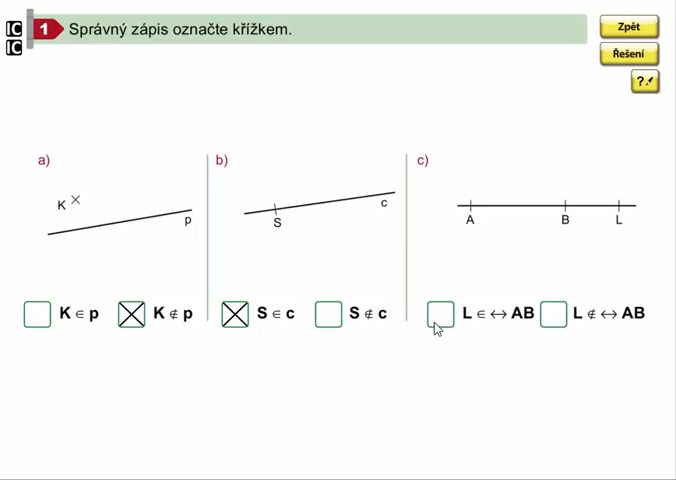 1 Správný zápis označte křížkem.
Zpět
Řešení
?
a)
b)
c)
K
p
S
c
A
B
L
K ∈ p
K ∉ p
S ∈ c
S ∉ c
L ∈ ↔ AB
L ∉ ↔ AB